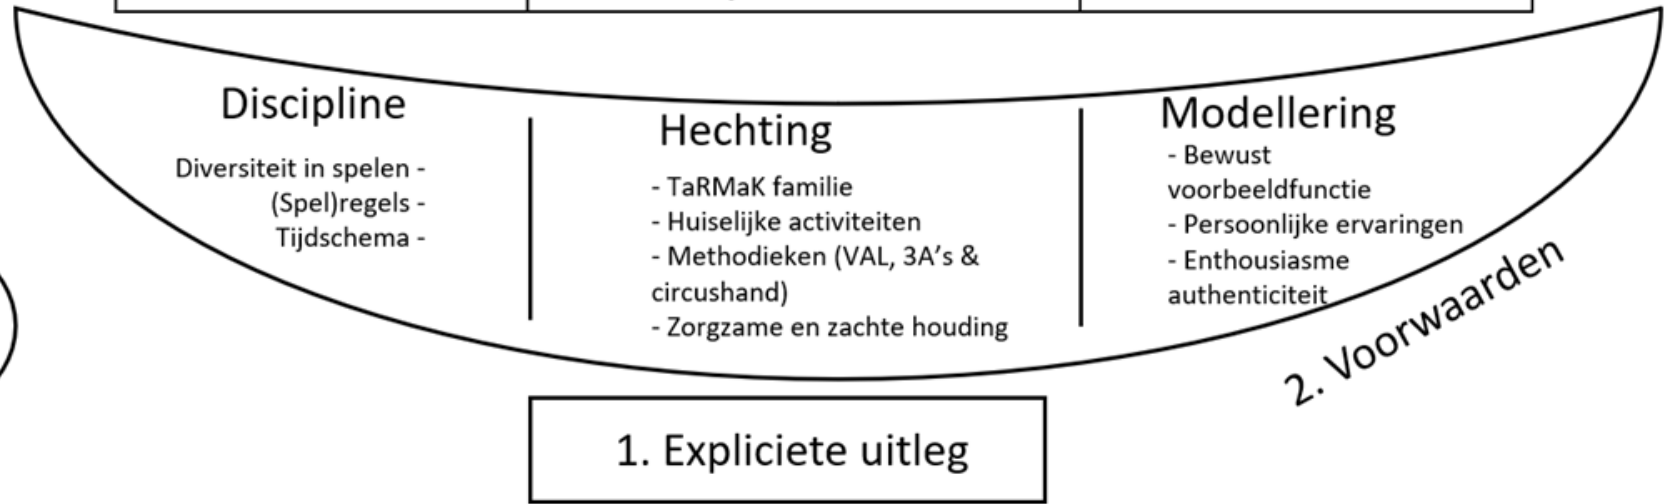 Discipline
Diversiteit in spelen -
(Spel)regels -
Tijdschema -
Hechting
- TaRMaK familie
- Huiselijke activiteiten
- Methodieken (VAL, 3A’s &
circushand)
- Zorgzame en zachte houding
Modellering
- Bewust
voorbeeldfunctie
- Persoonlijke ervaringen
- Enthousiasme
authenticiteit
2. Voorwaarden
1. Expliciete uitleg